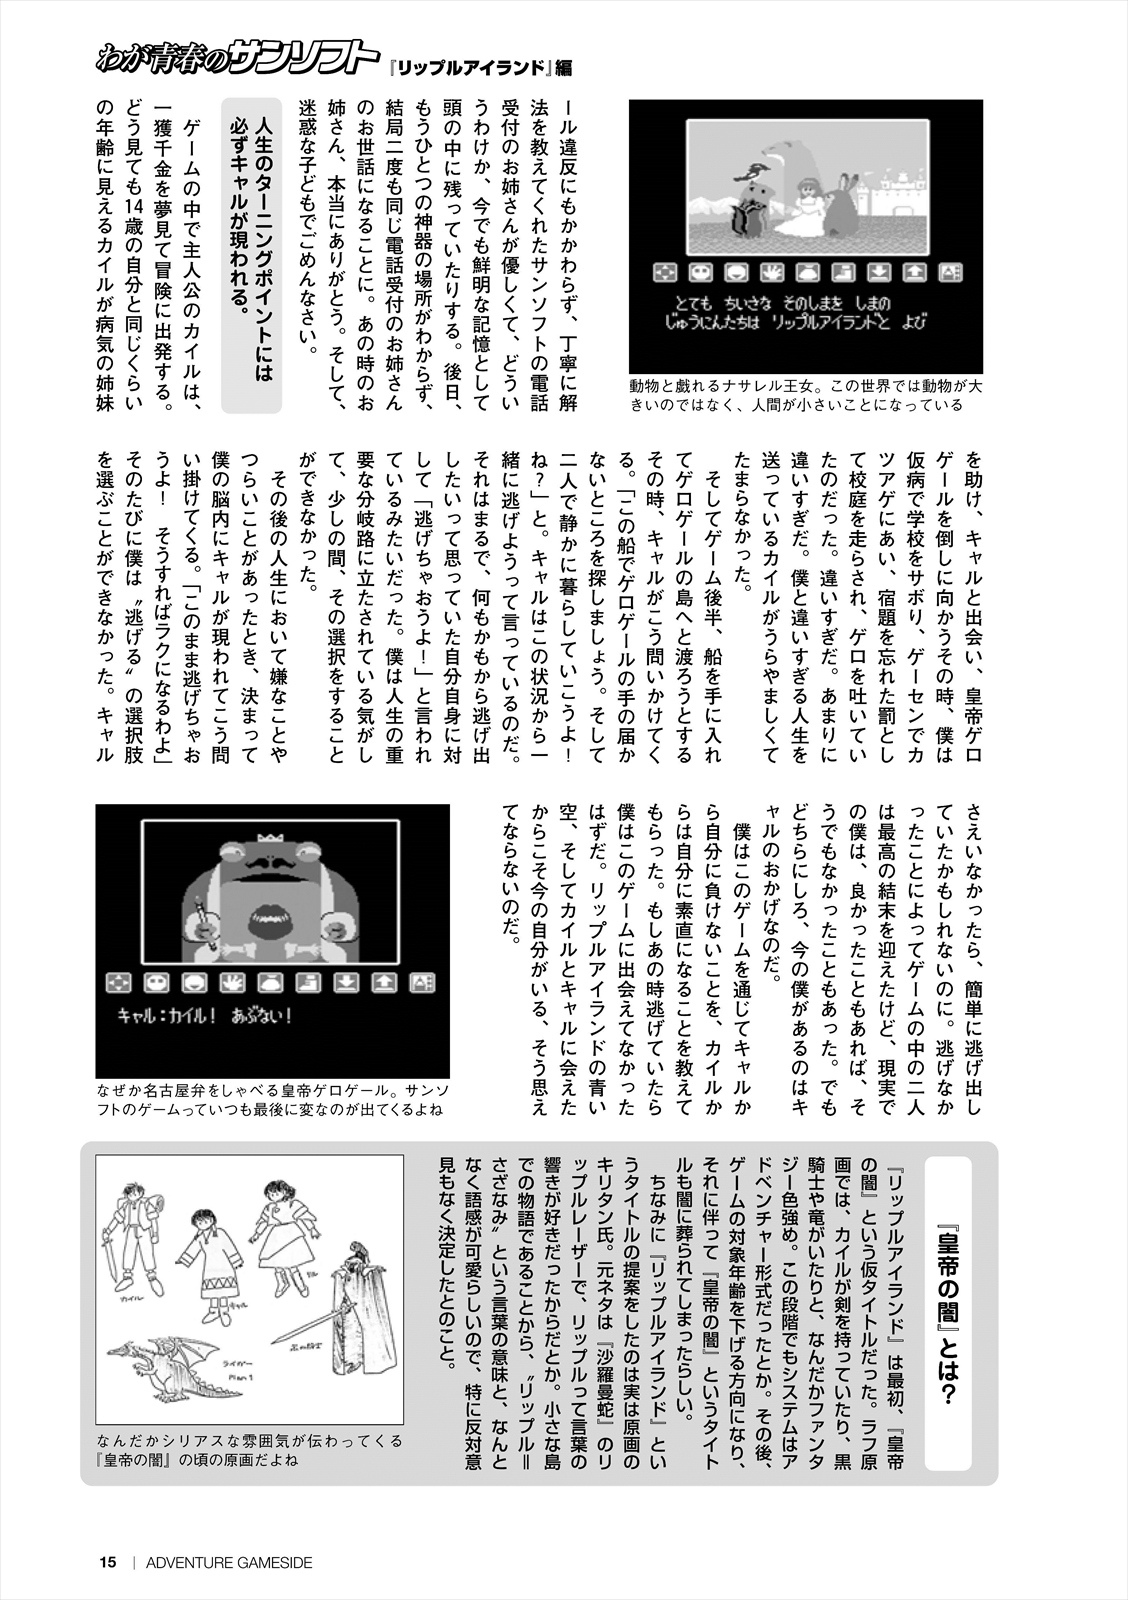 わが青春のサンソフト『リップルアイランド』編
ール違反にもかかわらず、丁寧に解
法を教えてくれたサンソフトの電話
受付のお姉さんが優しくて、どうい
うわけか、今でも鮮明な記憶として
頭の中に残っていたりする。後日、
もうひとつの神器の場所がわからず、
結局二度も同じ電話受付のお姉さん
のお世話になることに。あの時のお
姉さん、本当にありがとう。そして、
迷惑な子どもでごめんなさい。
人生のターニングポイントには
必ずキャルが現われる。
ゲームの中で主人公のカイルは、
一獲千金を夢見て冒険に出発する。
どう見ても14歳の自分と同じくらい
の年齢に見えるカイルが病気の姉妹
とても ちいさな そのしまを しまの
じゅうにんたちは リップルアイランドと よび
動物と戯れるナサレル王女。この世界では動物が大
きいのではなく、人間が小さいことになっている
を助け、キャルと出会い、皇帝ゲロ
ゲールを倒しに向かうその時、僕は
仮病で学校をサボり、ゲーセンでカ
ツアゲにあい、宿題を忘れた罰とし
て校庭を走らされ、ゲロを吐いてい
たのだった。違いすぎだ。あまりに
違いすぎだ。僕と違いすぎる人生を
送っているカイルがうらやましくて
たまらなかった。
そしてゲーム後半、船を手に入れ
てゲロゲールの島へと渡ろうとする
その時、キャルがこう問いかけてく
る。「この船でゲロゲールの手の届か
ないところを探しましょう。そして
二人で静かに暮らしていこうよ！
ね？」と。キャルはこの状況から一
緒に逃げようって言っているのだ。
それはまるで、何もかもから逃げ出
したいって思っていた自分自身に対
して「逃げちゃおうよ！」と言われ
ているみたいだった。僕は人生の重
要な分岐路に立たされている気がし
て、少しの間、その選択をすること
ができなかった。
その後の人生において嫌なことや
つらいことがあったとき、決まって
僕の脳内にキャルが現われてこう問
い掛けてくる。「このまま逃げちゃお
うよ！　そうすればラクになるわよ」
そのたびに僕は〝逃げる〟の選択肢
を選ぶことができなかった。キャル
さえいなかったら、簡単に逃げ出し
ていたかもしれないのに。逃げなか
ったことによってゲームの中の二人
は最高の結末を迎えたけど、現実で
の僕は、良かったこともあれば、そ
うでもなかったこともあった。でも
どちらにしろ、今の僕があるのはキ
ャルのおかげなのだ。
僕はこのゲームを通じてキャルか
ら自分に負けないことを、カイルか
らは自分に素直になることを教えて
もらった。もしあの時逃げていたら
僕はこのゲームに出会えてなかった
はずだ。リップルアイランドの青い
空、そしてカイルとキャルに会えた
からこそ今の自分がいる、そう思え
てならないのだ。
キャル：カイル！ あぶない！
なぜか名古屋弁をしゃべる皇帝ゲロゲール。サンソ
フトのゲームっていつも最後に変なのが出てくるよね
『皇帝の闇』とは？
『リップルアイランド』は最初、『皇帝
の闇』という仮タイトルだった。ラフ原
画では、カイルが剣を持っていたり、黒
騎士や竜がいたりと、なんだかファンタ
ジー色強め。この段階でもシステムはア
ドベンチャー形式だったとか。その後、
ゲームの対象年齢を下げる方向になり、
それに伴って『皇帝の闇』というタイト
ルも闇に葬られてしまったらしい。
ちなみに『リップルアイランド』とい
うタイトルの提案をしたのは実は原画の
キリタン氏。元ネタは『沙羅曼蛇』のリ
ップルレーザーで、リップルって言葉の
響きが好きだったからだとか。小さな島
での物語であることから、〝リップル＝
さざなみ〟という言葉の意味と、なんと
なく語感が可愛らしいので、特に反対意
見もなく決定したとのこと。
カイル
キャル
なんだかシリアスな雰囲気が伝わってくる
『皇帝の闇』の頃の原画だよね
15 | ADVENTURE GAMESIDE